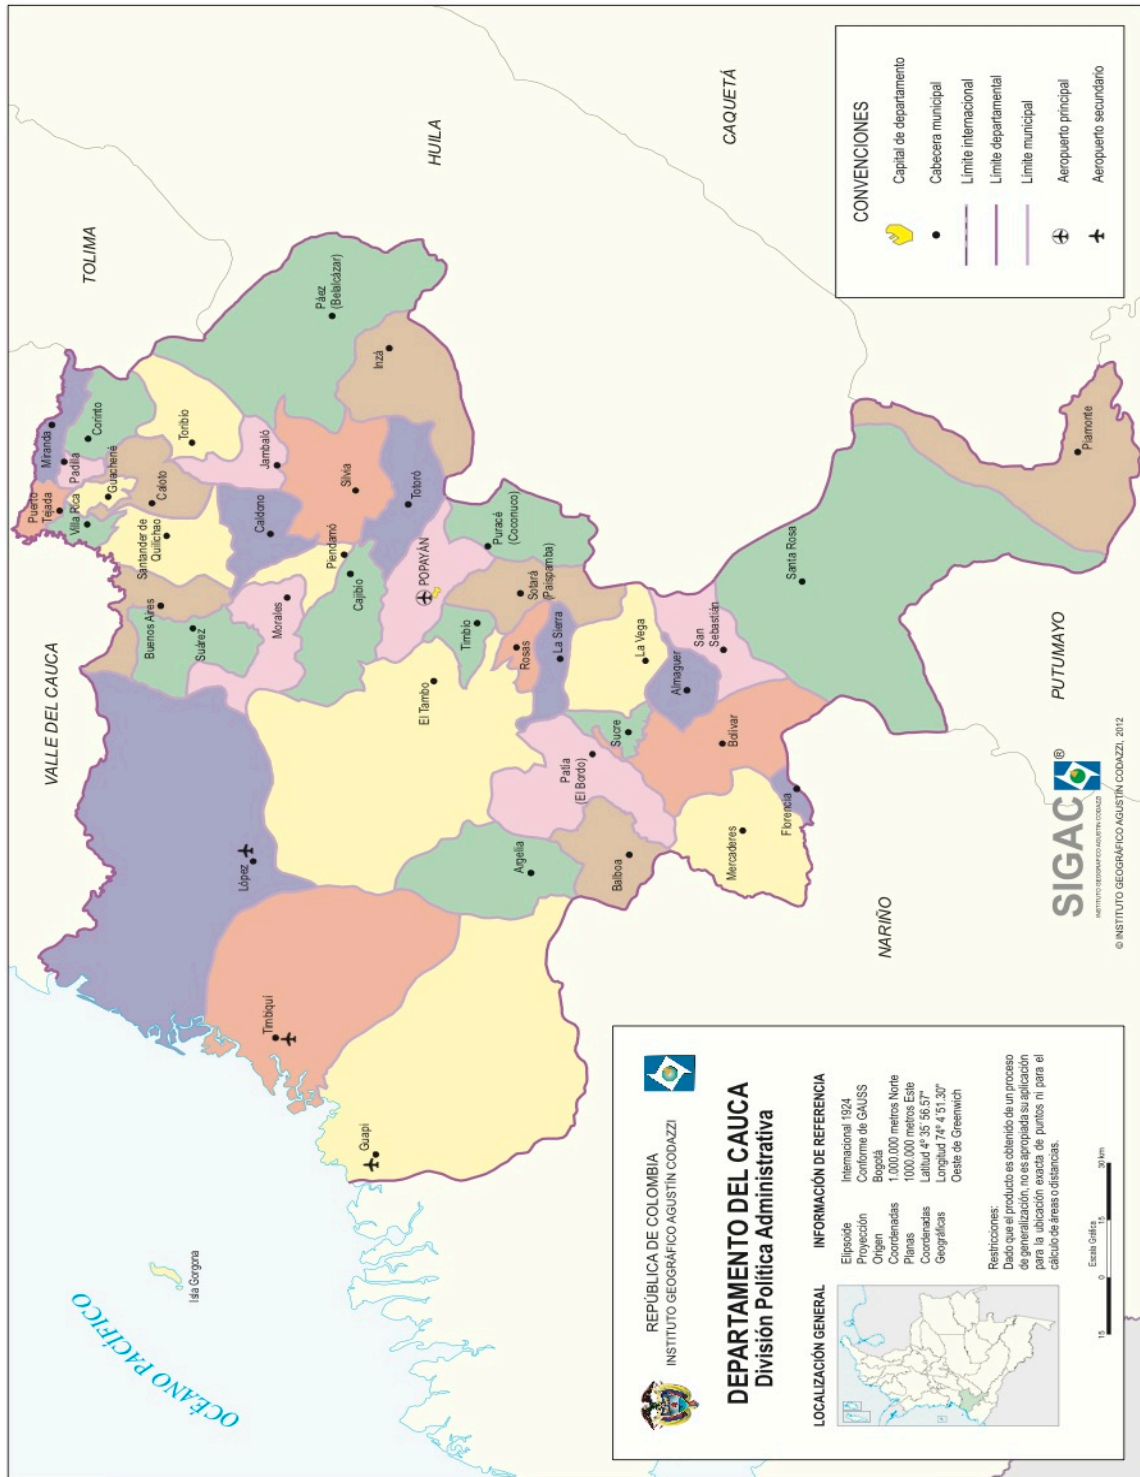 OCÉANO PACÍFICO
Isla Gorgona
VALLE DEL CAUCA
TOLIMA
HUILA
CAQUETÁ
PUTUMAYO
NARIÑO
Puerto
Tejada
Miranda
Padilla
Corinto
Villa Rica
Guachené
Caloto
Toribío
Santander de
Quilichao
Buenos Aires
Suárez
Caldono
Jambaló
Morales
Piendamó
Silvia
Páez
(Belalcázar)
Inzá
Totoró
Cajibío
POPAYÁN
Puracé
(Coconuco)
Timbío
Sotará
(Paispamba)
El Tambo
Rosas
La Sierra
La Vega
López
Timbiquí
Guapi
Argelia
Patía
(El Bordo)
Sucre
Almaguer
San
Sebastián
Balboa
Bolívar
Mercaderes
Florencia
Santa Rosa
Piamonte
CONVENCIONES
Capital de departamento
Cabecera municipal
Límite internacional
Límite departamental
Límite municipal
Aeropuerto principal
Aeropuerto secundario
REPÚBLICA DE COLOMBIA
INSTITUTO GEOGRÁFICO AGUSTÍN CODAZZI
DEPARTAMENTO DEL CAUCA
División Política Administrativa
LOCALIZACIÓN GENERAL
INFORMACIÓN DE REFERENCIA
Elipsoide Internacional 1924
Proyección Conforme de GAUSS
Origen Bogotá
Coordenadas 1.000.000 metros Norte
Planas 1000.000 metros Este
Coordenadas Latitud 4° 35´ 56.57"
Geográficas Longitud 74° 4´ 51.30"
Oeste de Greenwich
Restricciones:
Dado que el producto es obtenido de un proceso
de generalización, no es apropiada su aplicación
para la ubicación exacta de puntos ni para el
cálculo de áreas o distancias.
Escala Gráfica
15 0 15 30 km
SIGAC ®
INSTITUTO GEOGRÁFICO AGUSTÍN CODAZZI
© INSTITUTO GEOGRÁFICO AGUSTÍN CODAZZI, 2012